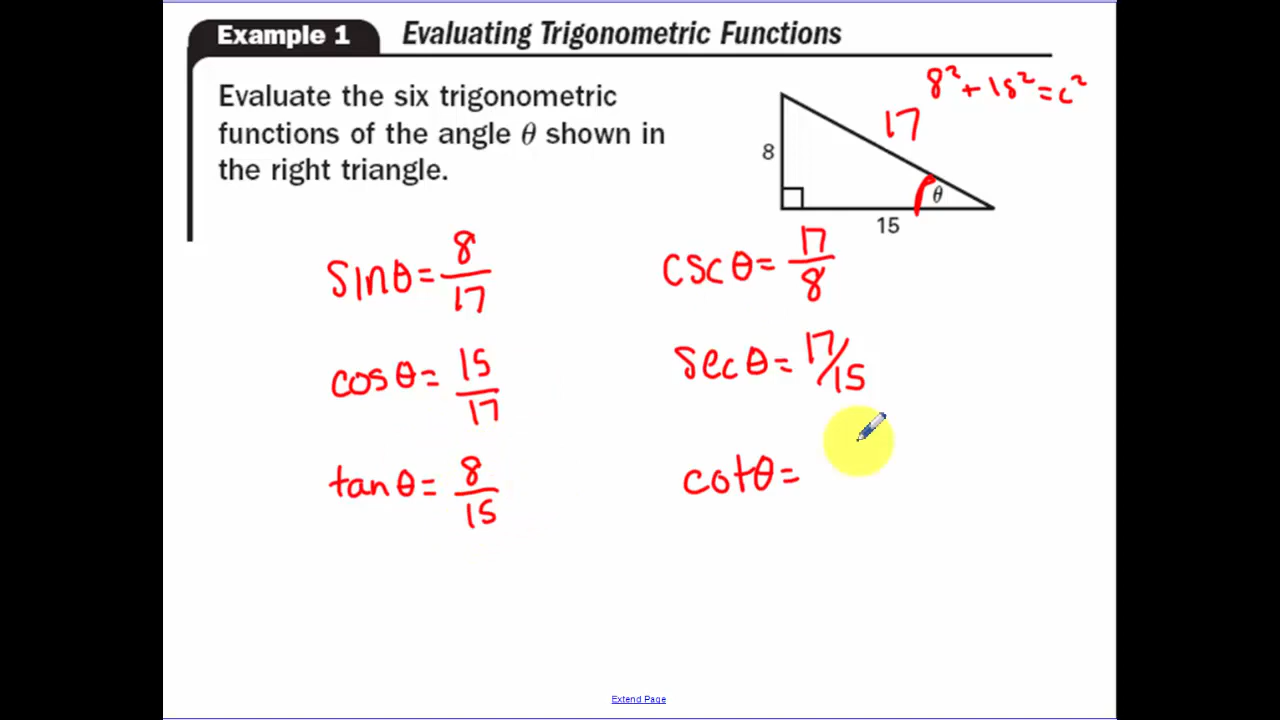 Example 1 Evaluating Trigonometric Functions
Evaluate the six trigonometric
functions of the angle θ shown in
the right triangle.
8² + 15² = c²
17
8
θ
15
sinθ = 8/17
cscθ = 17/8
cosθ = 15/17
secθ = 17/15
tanθ = 8/15
cotθ =
Extend Page